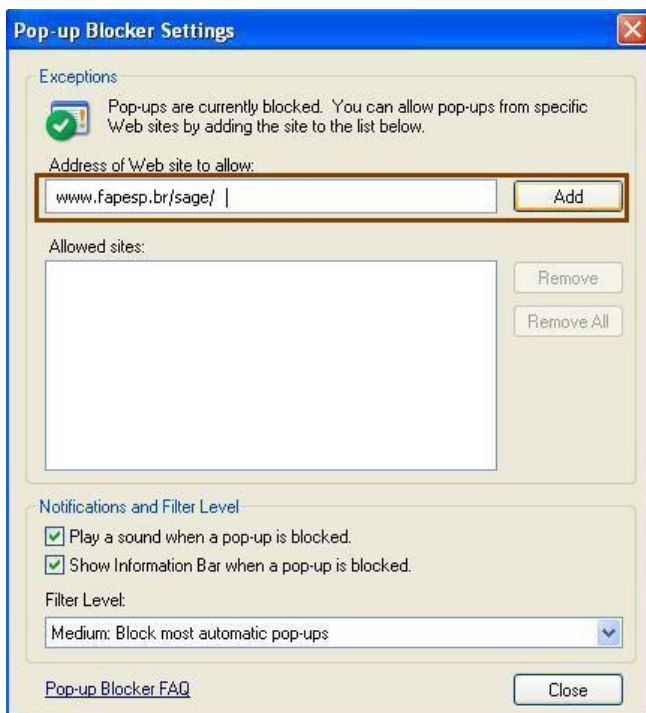 Pop-up Blocker Settings
Exceptions
Pop-ups are currently blocked. You can allow pop-ups from specific
Web sites by adding the site to the list below.
Address of Web site to allow:
www.fapesp.br/sage/
Add
Allowed sites:
Remove
Remove All
Notifications and Filter Level
Play a sound when a pop-up is blocked.
Show Information Bar when a pop-up is blocked.
Filter Level:
Medium: Block most automatic pop-ups
Pop-up Blocker FAQ
Close